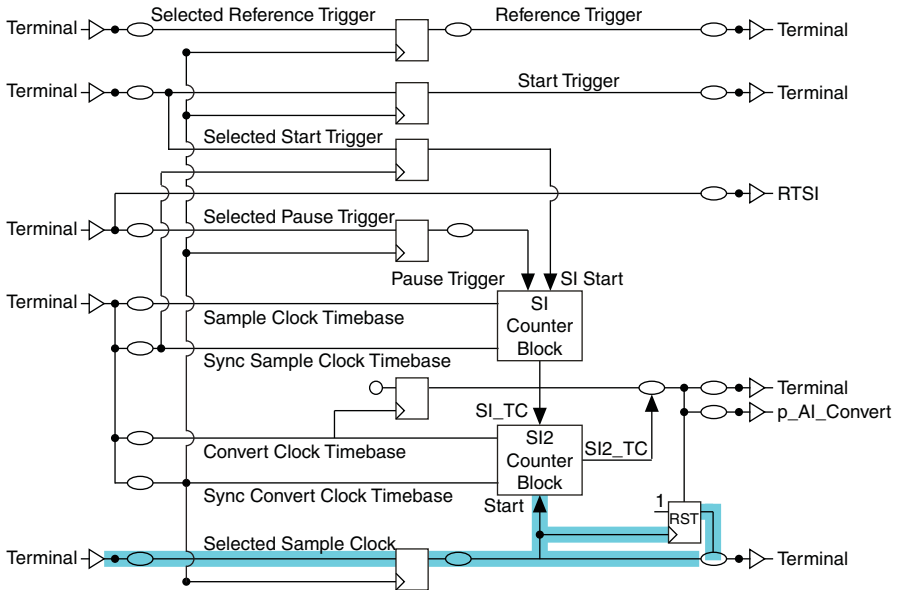 Selected Reference Trigger
Reference Trigger
Terminal
Terminal
Start Trigger
Terminal
Terminal
Selected Start Trigger
RTSI
Selected Pause Trigger
Terminal
Pause Trigger
SI Start
Terminal
SI
Counter
Block
Sample Clock Timebase
Sync Sample Clock Timebase
Terminal
SI_TC
p_AI_Convert
SI2
Counter
Block
SI2_TC
Convert Clock Timebase
Sync Convert Clock Timebase
Start
1
RST
Selected Sample Clock
Terminal
Terminal